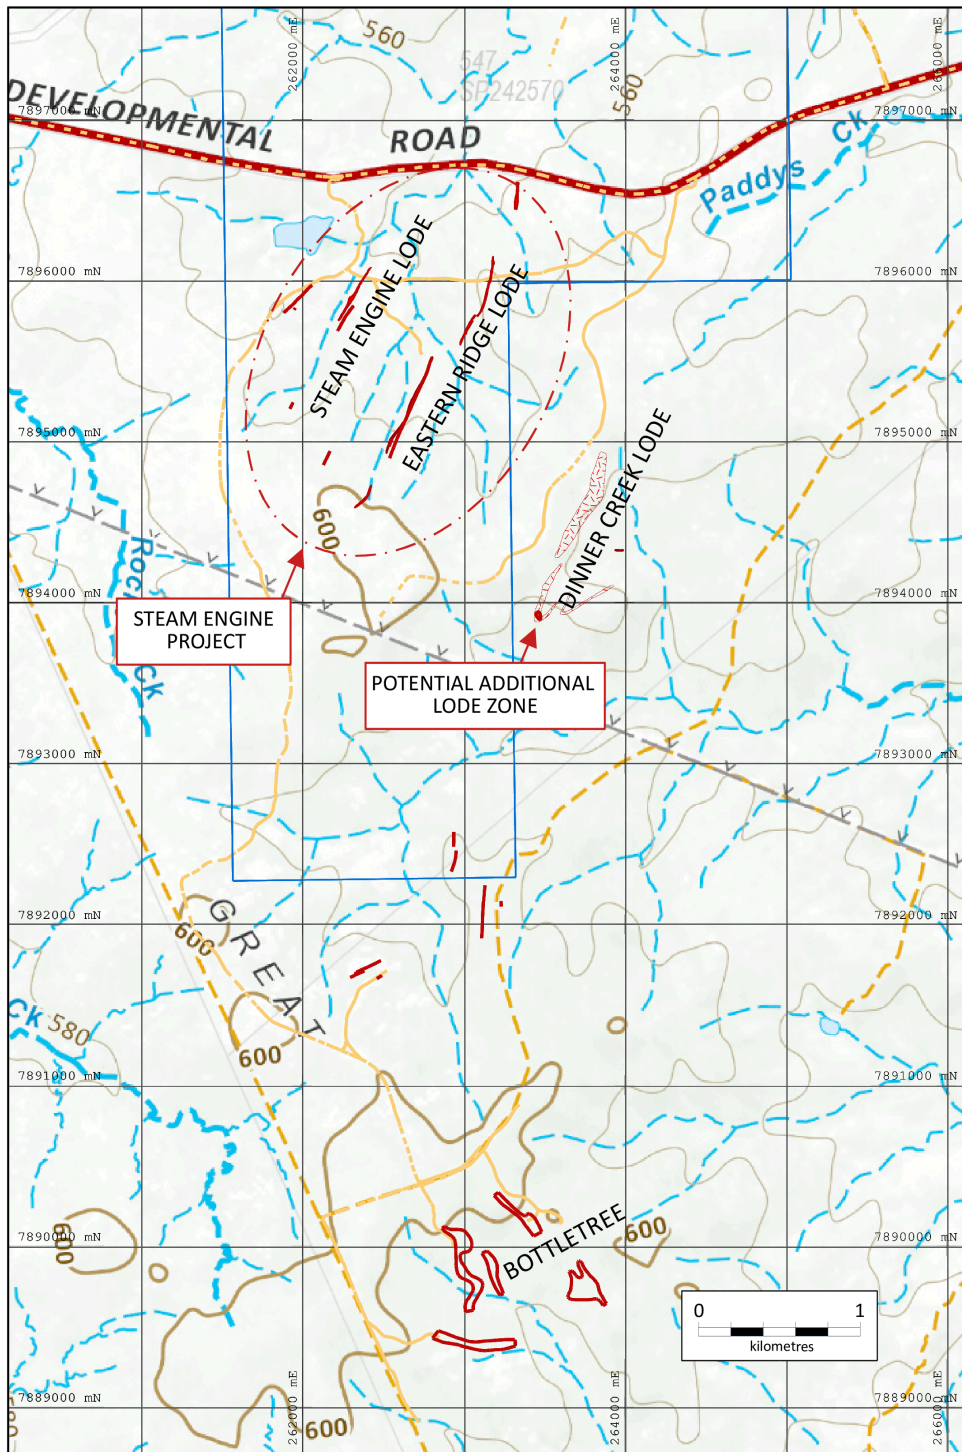 560
262000 mE
264000 mE
266000 mE
547
SP242570
560
DEVELOPMENTAL ROAD
7897000 mN
7897000 mN
Paddys Ck
7896000 mN
7896000 mN
STEAM ENGINE LODE
EASTERN RIDGE LODE
7895000 mN
7895000 mN
DINNER CREEK LODE
600
Rock
Ck
7894000 mN
7894000 mN
STEAM ENGINE
PROJECT
POTENTIAL ADDITIONAL
LODE ZONE
7893000 mN
7893000 mN
7892000 mN
7892000 mN
GREAT
600
Ck
580
600
7891000 mN
7891000 mN
BOTTLETREE
600
600
7890000 mN
7890000 mN
0 1
kilometres
7889000 mN
7889000 mN
262000 mE
264000 mE
266000 mE
600